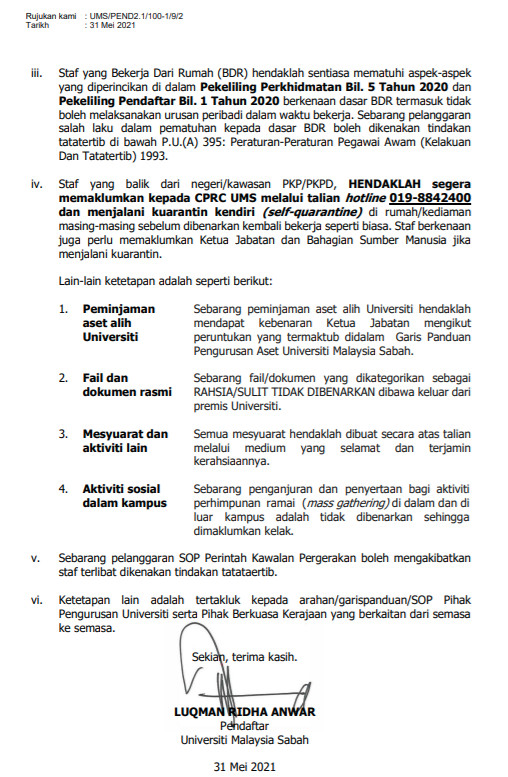 Rujukan kami : UMS/PEND2.1/100-1/9/2
Tarikh : 31 Mei 2021
iii. Staf yang Bekerja Dari Rumah (BDR) hendaklah sentiasa mematuhi aspek-aspek
yang diperincikan di dalam Pekeliling Perkhidmatan Bil. 5 Tahun 2020 dan
Pekeliling Pendaftar Bil. 1 Tahun 2020 berkenaan dasar BDR termasuk tidak
boleh melaksanakan urusan peribadi dalam waktu bekerja. Sebarang pelanggaran
salah laku dalam pematuhan kepada dasar BDR boleh dikenakan tindakan
tatatertib di bawah P.U.(A) 395: Peraturan-Peraturan Pegawai Awam (Kelakuan
Dan Tatatertib) 1993.
iv. Staf yang balik dari negeri/kawasan PKP/PKPD, HENDAKLAH segera
memaklumkan kepada CPRC UMS melalui talian hotline 019-8842400
dan menjalani kuarantin kendiri (self-quarantine) di rumah/kediaman
masing-masing sebelum dibenarkan kembali bekerja seperti biasa. Staf berkenaan
juga perlu memaklumkan Ketua Jabatan dan Bahagian Sumber Manusia jika
menjalani kuarantin.
Lain-lain ketetapan adalah seperti berikut:
1. Peminjaman aset alih Universiti
Sebarang peminjaman aset alih Universiti hendaklah
mendapat kebenaran Ketua Jabatan mengikut
peruntukan yang termaktub didalam Garis Panduan
Pengurusan Aset Universiti Malaysia Sabah.
2. Fail dan dokumen rasmi
Sebarang fail/dokumen yang dikategorikan sebagai
RAHSIA/SULIT TIDAK DIBENARKAN dibawa keluar dari
premis Universiti.
3. Mesyuarat dan aktiviti lain
Semua mesyuarat hendaklah dibuat secara atas talian
melalui medium yang selamat dan terjamin
kerahsiaannya.
4. Aktiviti sosial dalam kampus
Sebarang penganjuran dan penyertaan bagi aktiviti
perhimpunan ramai (mass gathering) di dalam dan di
luar kampus adalah tidak dibenarkan sehingga
dimaklumkan kelak.
v. Sebarang pelanggaran SOP Perintah Kawalan Pergerakan boleh mengakibatkan
staf terlibat dikenakan tindakan tatataertib.
vi. Ketetapan lain adalah tertakluk kepada arahan/garispanduan/SOP Pihak
Pengurusan Universiti serta Pihak Berkuasa Kerajaan yang berkaitan dari semasa
ke semasa.
Sekian, terima kasih.
LUQMAN RIDHA ANWAR
Pendaftar
Universiti Malaysia Sabah
31 Mei 2021